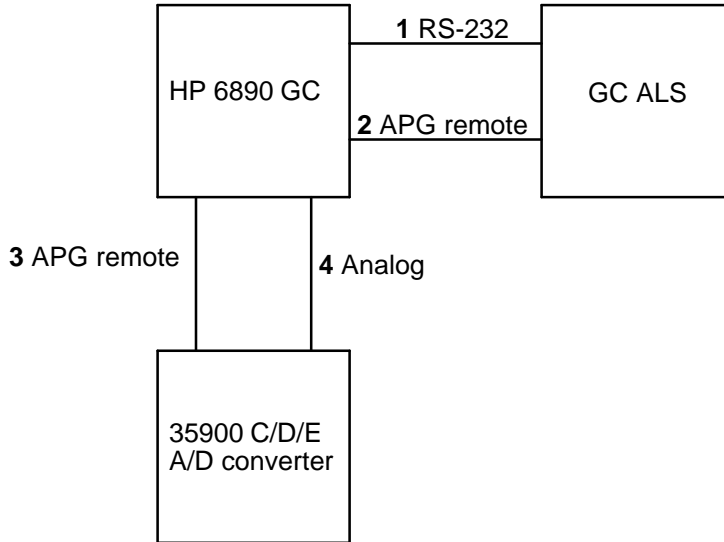 1 RS-232
HP 6890 GC
GC ALS
2 APG remote
3 APG remote
4 Analog
35900 C/D/E
A/D converter